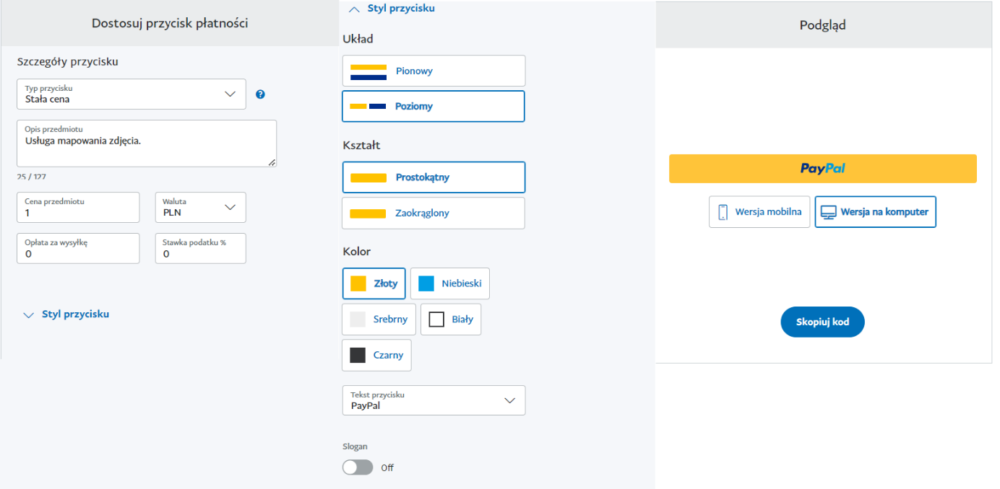 Dostosuj przycisk płatności
Szczegóły przycisku
Typ przycisku
Stała cena
?
Opis przedmiotu
Usługa mapowania zdjęcia.
25 / 127
Cena przedmiotu
1
Waluta
PLN
Opłata za wysyłkę
0
Stawka podatku %
0
Styl przycisku
Styl przycisku
Układ
Pionowy
Poziomy
Kształt
Prostokątny
Zaokrąglony
Kolor
Złoty
Niebieski
Srebrny
Biały
Czarny
Tekst przycisku
PayPal
Slogan
Off
Podgląd
PayPal
Wersja mobilna
Wersja na komputer
Skopiuj kod